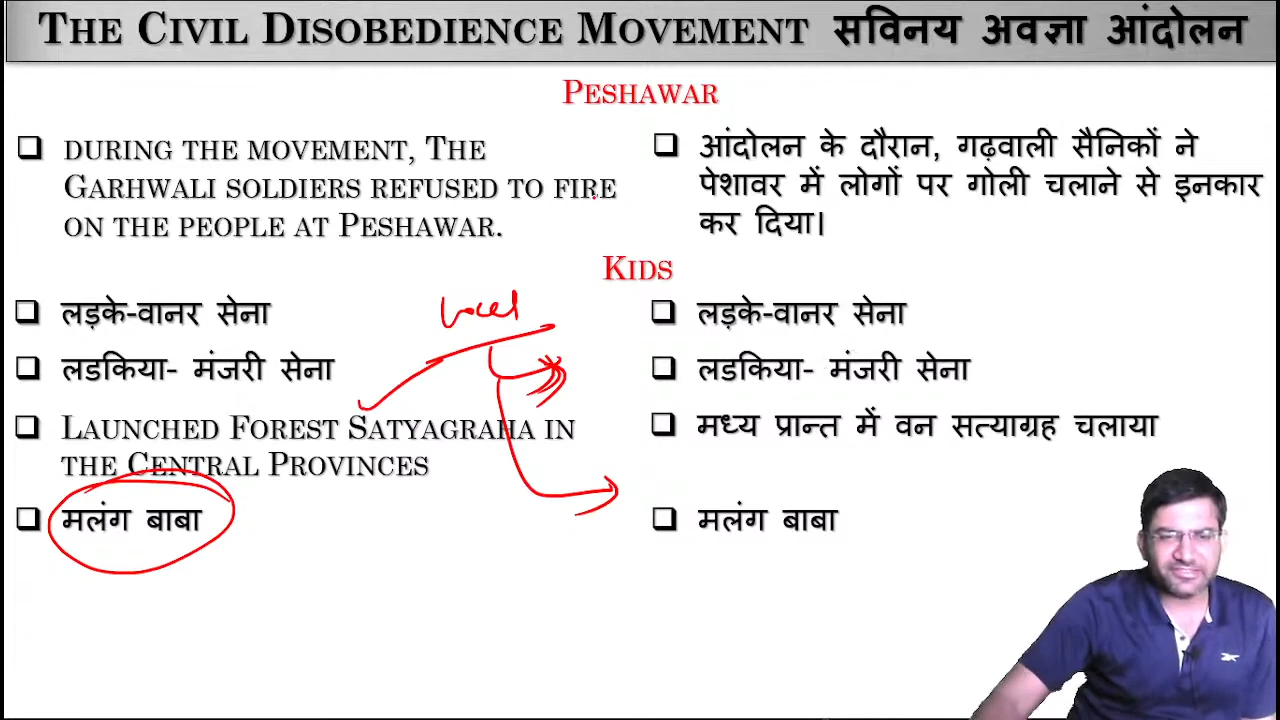 THE CIVIL DISOBEDIENCE MOVEMENT सविनय अवज्ञा आंदोलन
PESHAWAR
❑ DURING THE MOVEMENT, THE
GARHWALI SOLDIERS REFUSED TO FIRE
ON THE PEOPLE AT PESHAWAR.
❑ आंदोलन के दौरान, गढ़वाली सैनिकों ने
पेशावर में लोगों पर गोली चलाने से इनकार
कर दिया।
KIDS
❑ लड़के-वानर सेना
❑ लडकिया- मंजरी सेना
❑ LAUNCHED FOREST SATYAGRAHA IN
THE CENTRAL PROVINCES
❑ मलंग बाबा
❑ लड़के-वानर सेना
❑ लडकिया- मंजरी सेना
❑ मध्य प्रान्त में वन सत्याग्रह चलाया
❑ मलंग बाबा